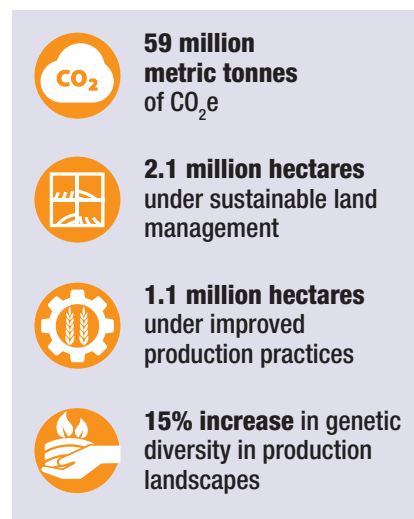 59 million
metric tonnes
of CO₂e
2.1 million hectares
under sustainable land
management
1.1 million hectares
under improved
production practices
15% increase in genetic
diversity in production
landscapes
CO₂